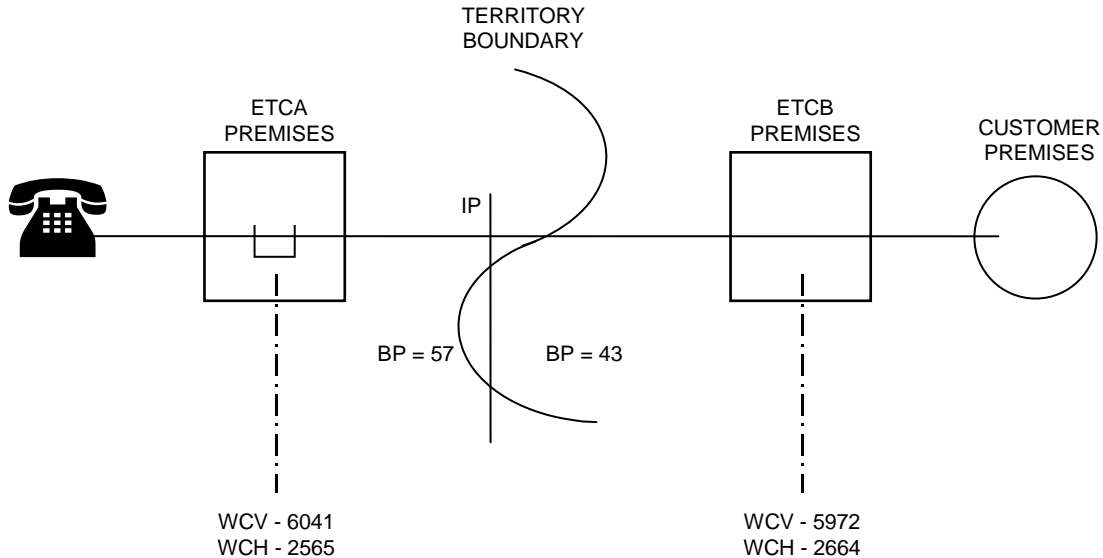 TERRITORY
BOUNDARY
ETCA
PREMISES
ETCB
PREMISES
CUSTOMER
PREMISES
IP
BP = 57
BP = 43
WCV - 6041
WCH - 2565
WCV - 5972
WCH - 2664